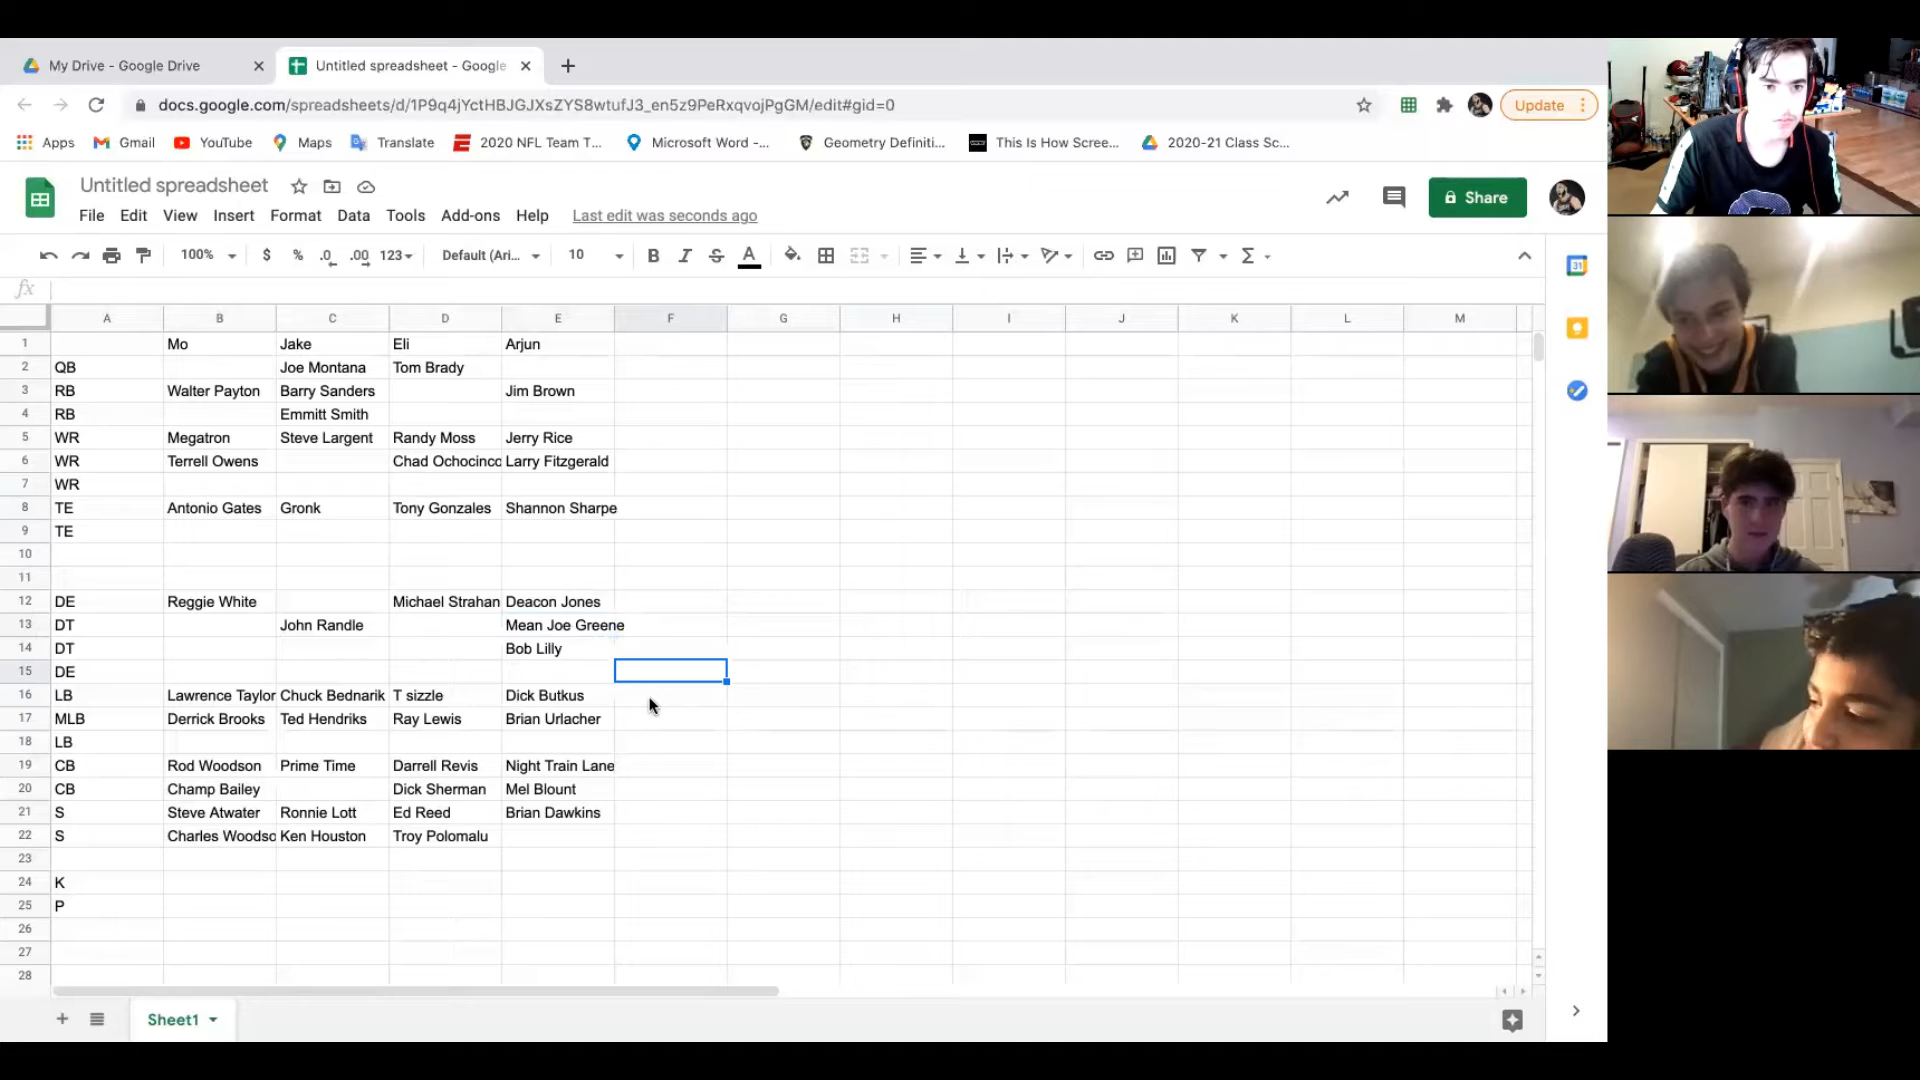 My Drive - Google Drive
Untitled spreadsheet - Google
docs.google.com/spreadsheets/d/1P9q4jYctHBJGJXsZYS8wtufJ3_en5z9PeRxqvojPgGM/edit#gid=0
Update
Apps Gmail YouTube Maps Translate 2020 NFL Team T... Microsoft Word -... Geometry Definiti... This Is How Scree... 2020-21 Class Sc...
Untitled spreadsheet
Share
File Edit View Insert Format Data Tools Add-ons Help Last edit was seconds ago
100% $ % .0 .00 123 Default (Ari... 10 B I S A
fx
A B C D E F G H I J K L M
1 Mo Jake Eli Arjun
2 QB Joe Montana Tom Brady
3 RB Walter Payton Barry Sanders Jim Brown
4 RB Emmitt Smith
5 WR Megatron Steve Largent Randy Moss Jerry Rice
6 WR Terrell Owens Chad Ochocinco Larry Fitzgerald
7 WR
8 TE Antonio Gates Gronk Tony Gonzales Shannon Sharpe
9 TE
10
11
12 DE Reggie White Michael Strahan Deacon Jones
13 DT John Randle Mean Joe Greene
14 DT Bob Lilly
15 DE
16 LB Lawrence Taylor Chuck Bednarik T sizzle Dick Butkus
17 MLB Derrick Brooks Ted Hendriks Ray Lewis Brian Urlacher
18 LB
19 CB Rod Woodson Prime Time Darrell Revis Night Train Lane
20 CB Champ Bailey Dick Sherman Mel Blount
21 S Steve Atwater Ronnie Lott Ed Reed Brian Dawkins
22 S Charles Woodso Ken Houston Troy Polomalu
23
24 K
25 P
26
27
28
Sheet1
31